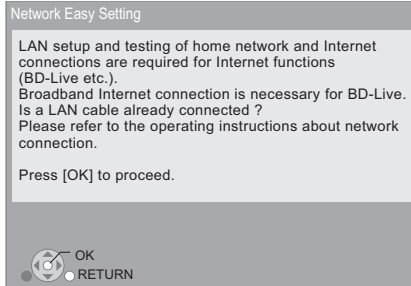 Network Easy Setting
LAN setup and testing of home network and Internet
connections are required for Internet functions
(BD-Live etc.).
Broadband Internet connection is necessary for BD-Live.
Is a LAN cable already connected ?
Please refer to the operating instructions about network
connection.
Press [OK] to proceed.
OK
RETURN